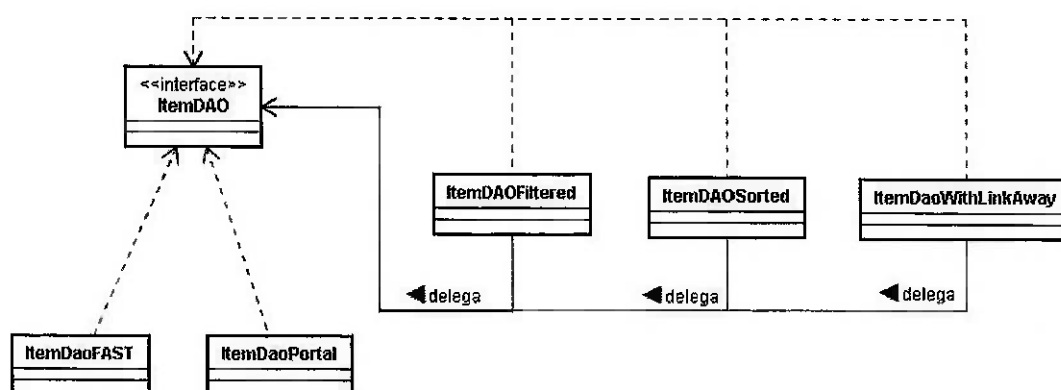 <<interface>>
ItemDAO
ItemDAOFiltered
ItemDAOSorted
ItemDaoWithLinkAway
◀delega
◀delega
◀delega
ItemDaoFAST
ItemDaoPortal